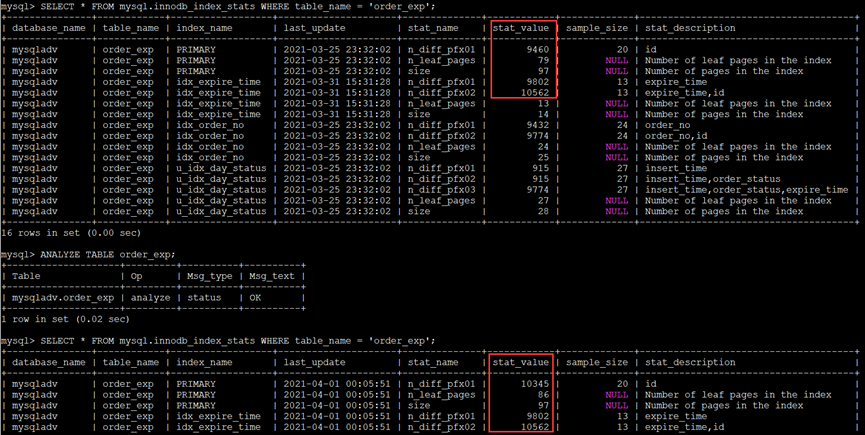 mysql> SELECT * FROM mysql.innodb_index_stats WHERE table_name = 'order_exp';
| database_name | table_name | index_name | last_update | stat_name | stat_value | sample_size | stat_description
| mysqladv | order_exp | PRIMARY | 2021-03-25 23:32:02 | n_diff_pfx01 | 9460 | 20 | id
| mysqladv | order_exp | PRIMARY | 2021-03-25 23:32:02 | n_leaf_pages | 79 | NULL | Number of leaf pages in the index
| mysqladv | order_exp | PRIMARY | 2021-03-25 23:32:02 | size | 97 | NULL | Number of pages in the index
| mysqladv | order_exp | idx_expire_time | 2021-03-31 15:31:28 | n_diff_pfx01 | 9802 | 13 | expire_time
| mysqladv | order_exp | idx_expire_time | 2021-03-31 15:31:28 | n_diff_pfx02 | 10562 | 13 | expire_time,id
| mysqladv | order_exp | idx_expire_time | 2021-03-31 15:31:28 | n_leaf_pages | 13 | NULL | Number of leaf pages in the index
| mysqladv | order_exp | idx_expire_time | 2021-03-31 15:31:28 | size | 14 | NULL | Number of pages in the index
| mysqladv | order_exp | idx_order_no | 2021-03-25 23:32:02 | n_diff_pfx01 | 9432 | 24 | order_no
| mysqladv | order_exp | idx_order_no | 2021-03-25 23:32:02 | n_diff_pfx02 | 9774 | 24 | order_no,id
| mysqladv | order_exp | idx_order_no | 2021-03-25 23:32:02 | n_leaf_pages | 24 | NULL | Number of leaf pages in the index
| mysqladv | order_exp | idx_order_no | 2021-03-25 23:32:02 | size | 25 | NULL | Number of pages in the index
| mysqladv | order_exp | u_idx_day_status | 2021-03-25 23:32:02 | n_diff_pfx01 | 915 | 27 | insert_time
| mysqladv | order_exp | u_idx_day_status | 2021-03-25 23:32:02 | n_diff_pfx02 | 915 | 27 | insert_time,order_status
| mysqladv | order_exp | u_idx_day_status | 2021-03-25 23:32:02 | n_diff_pfx03 | 9774 | 27 | insert_time,order_status,expire_time
| mysqladv | order_exp | u_idx_day_status | 2021-03-25 23:32:02 | n_leaf_pages | 27 | NULL | Number of leaf pages in the index
| mysqladv | order_exp | u_idx_day_status | 2021-03-25 23:32:02 | size | 28 | NULL | Number of pages in the index
16 rows in set (0.00 sec)
mysql> ANALYZE TABLE order_exp;
| Table | Op | Msg_type | Msg_text |
| mysqladv.order_exp | analyze | status | OK |
1 row in set (0.02 sec)
mysql> SELECT * FROM mysql.innodb_index_stats WHERE table_name = 'order_exp';
| database_name | table_name | index_name | last_update | stat_name | stat_value | sample_size | stat_description
| mysqladv | order_exp | PRIMARY | 2021-04-01 00:05:51 | n_diff_pfx01 | 10345 | 20 | id
| mysqladv | order_exp | PRIMARY | 2021-04-01 00:05:51 | n_leaf_pages | 86 | NULL | Number of leaf pages in the index
| mysqladv | order_exp | PRIMARY | 2021-04-01 00:05:51 | size | 97 | NULL | Number of pages in the index
| mysqladv | order_exp | idx_expire_time | 2021-04-01 00:05:51 | n_diff_pfx01 | 9802 | 13 | expire_time
| mysqladv | order_exp | idx_expire_time | 2021-04-01 00:05:51 | n_diff_pfx02 | 10562 | 13 | expire_time,id